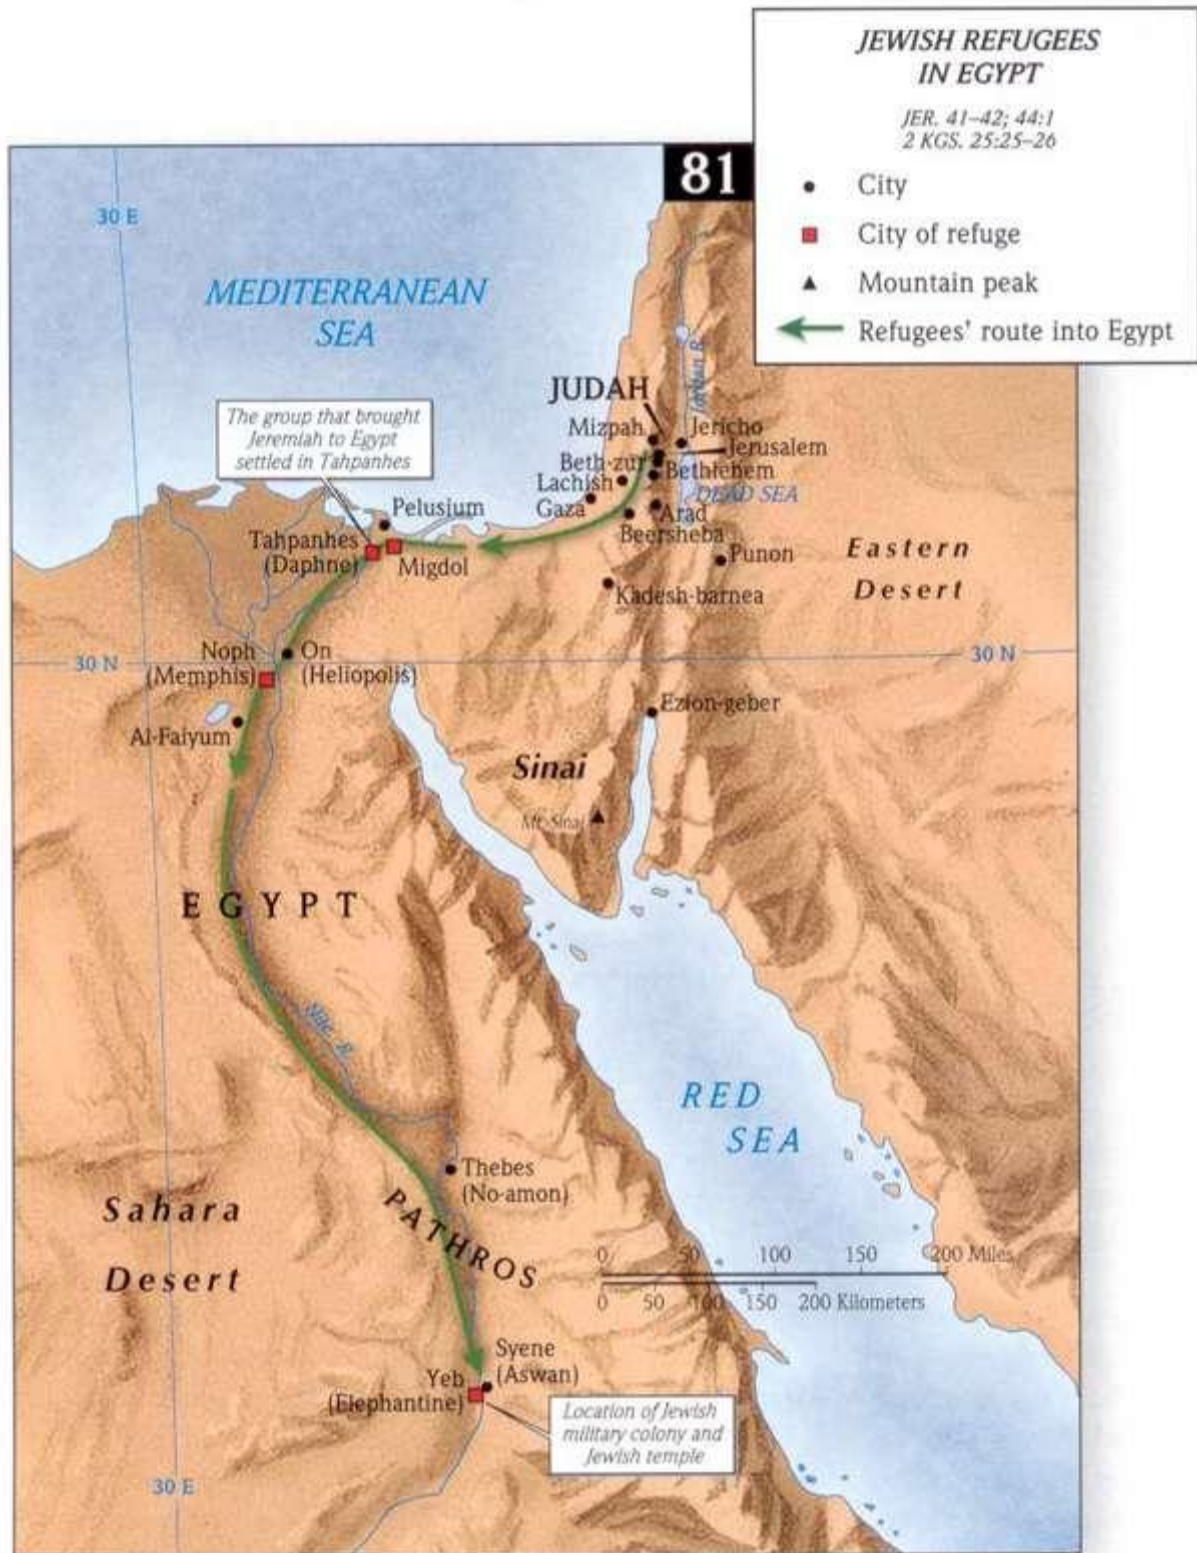 JEWISH REFUGEES
IN EGYPT
JER. 41–42; 44:1
2 KGS. 25:25–26
City
City of refuge
Mountain peak
Refugees' route into Egypt
81
30 E
MEDITERRANEAN
SEA
JUDAH
Jordan R.
Mizpah
Jericho
Jerusalem
Beth-zur
Bethlehem
Lachish
DEAD SEA
Gaza
Arad
Beersheba
Punon
Kadesh-barnea
Eastern
Desert
The group that brought
Jeremiah to Egypt
settled in Tahpanhes
Pelusium
Tahpanhes
(Daphne)
Migdol
30 N
Noph
(Memphis)
On
(Heliopolis)
30 N
Al-Faiyum
Ezion-geber
Sinai
Mt. Sinai
EGYPT
Nile R.
RED
SEA
Thebes
(No-amon)
PATHROS
Sahara
Desert
0 50 100 150 200 Miles
0 50 100 150 200 Kilometers
Syene
(Aswan)
Yeb
(Elephantine)
Location of Jewish
military colony and
Jewish temple
30 E